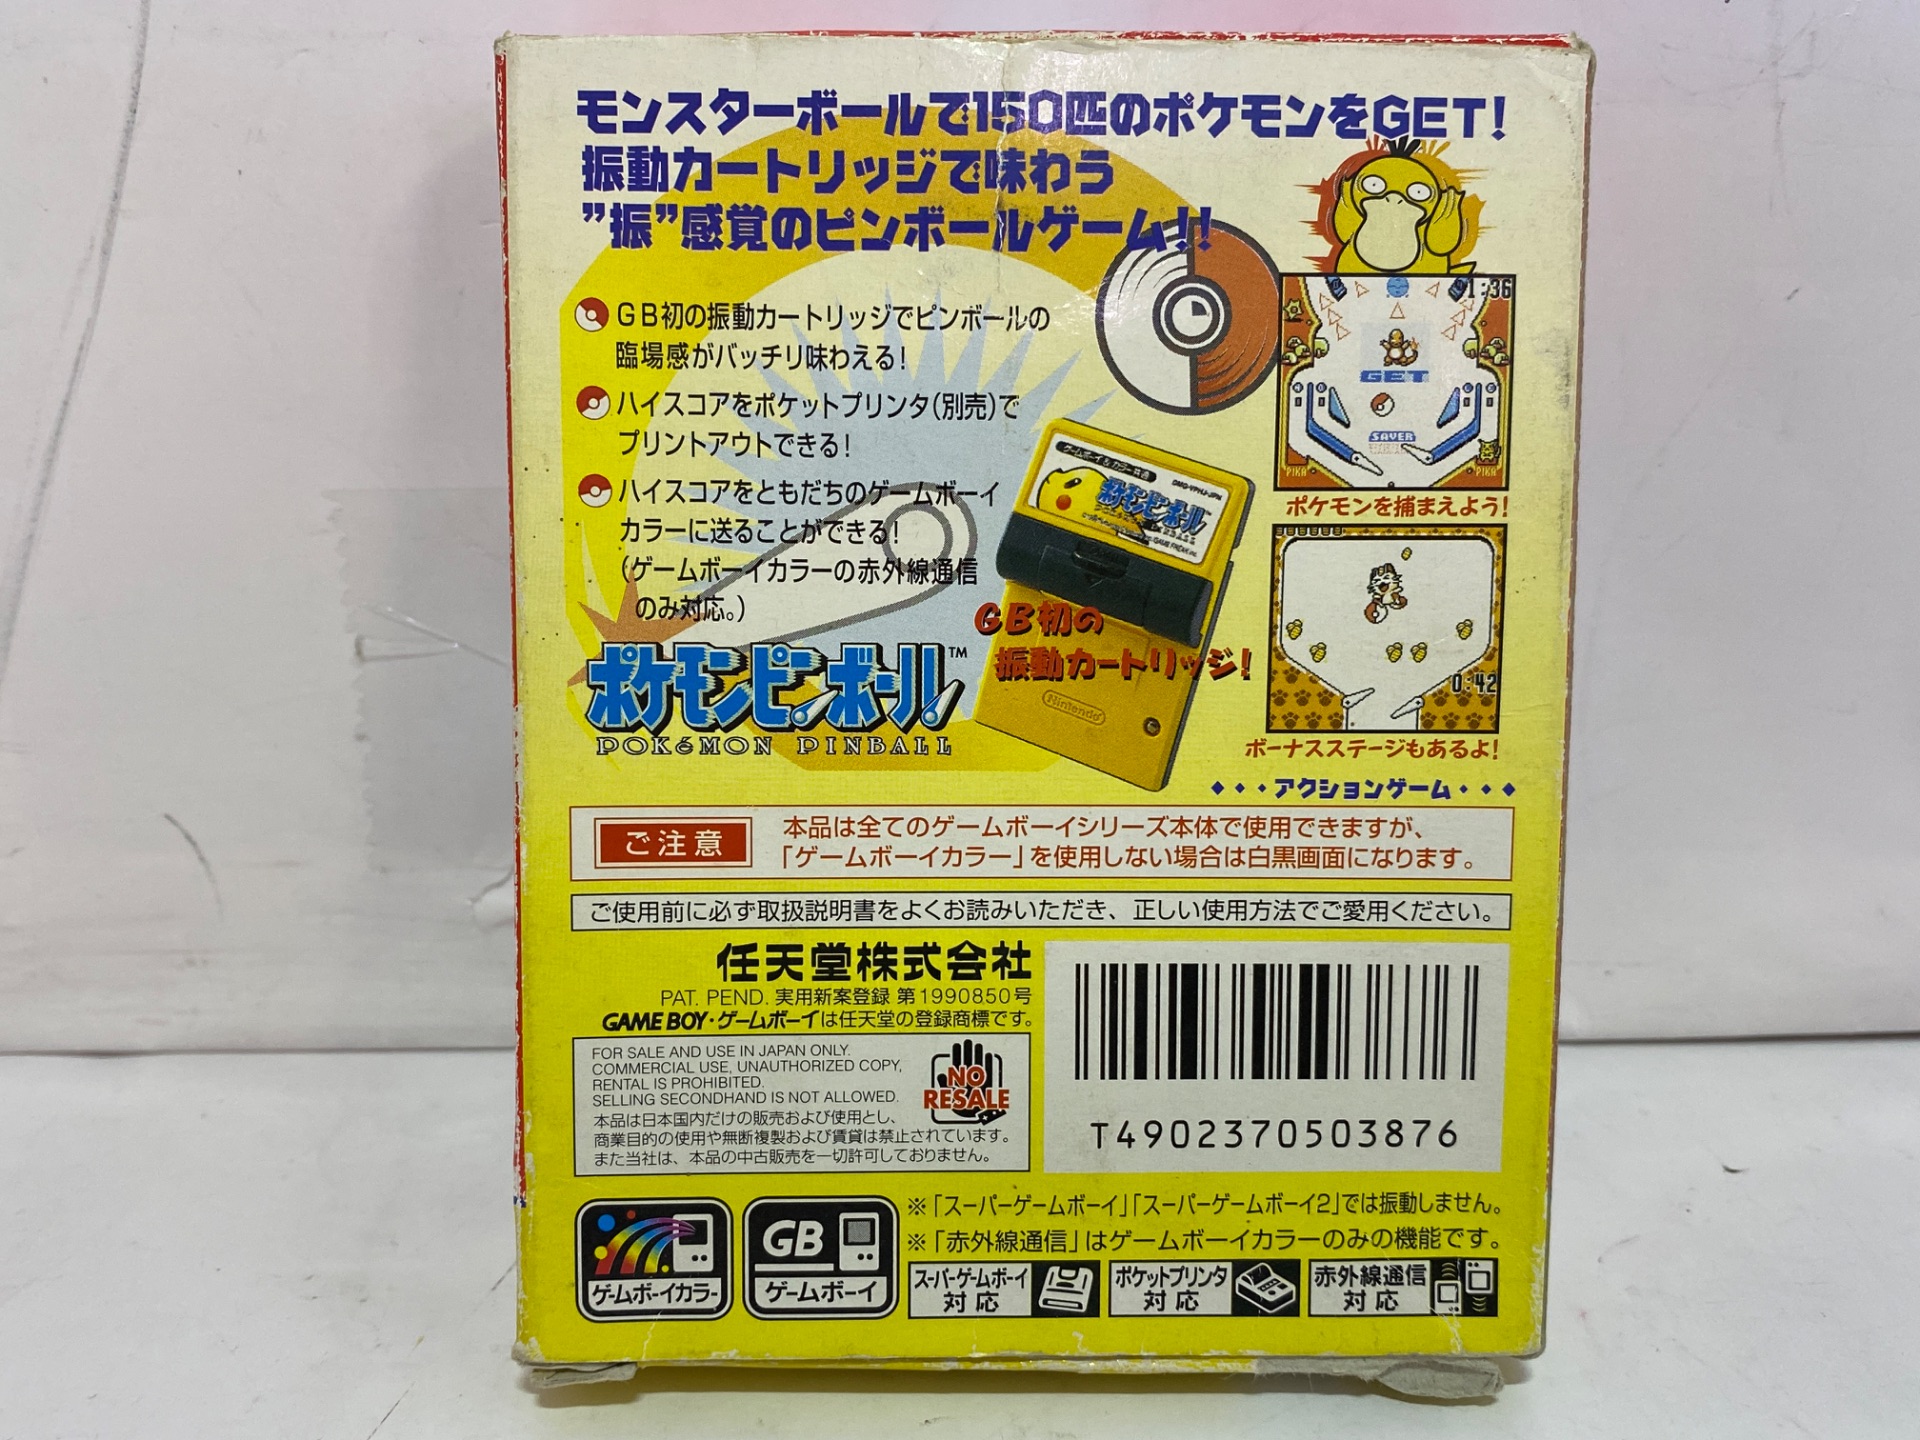 モンスターボールで150匹のポケモンをGET!
振動カートリッジで味わう
"振"感覚のピンボールゲーム!!
GB初の振動カートリッジでピンボールの
臨場感がバッチリ味わえる!
ハイスコアをポケットプリンタ(別売)で
プリントアウトできる!
ハイスコアをともだちのゲームボーイ
カラーに送ることができる!
(ゲームボーイカラーの赤外線通信
のみ対応。)
ポケモンピンボール™
POKéMON PINBALL
ゲームボーイ&カラー共通
DMG-VPHJ-JPN
ポケモンピンボール
Nintendo
GB初の
振動カートリッジ!
1:36
GET
SAVER
PIKA
PIKA
ポケモンを捕まえよう!
0:42
ボーナスステージもあるよ!
◆・・・アクションゲーム・・・◆
ご注意
本品は全てのゲームボーイシリーズ本体で使用できますが、
「ゲームボーイカラー」を使用しない場合は白黒画面になります。
ご使用前に必ず取扱説明書をよくお読みいただき、正しい使用方法でご愛用ください。
任天堂株式会社
PAT. PEND. 実用新案登録 第1990850号
GAME BOY・ゲームボーイは任天堂の登録商標です。
FOR SALE AND USE IN JAPAN ONLY.
COMMERCIAL USE, UNAUTHORIZED COPY,
RENTAL IS PROHIBITED.
SELLING SECONDHAND IS NOT ALLOWED.
本品は日本国内だけの販売および使用とし、
商業目的の使用や無断複製および賃貸は禁止されています。
また当社は、本品の中古販売を一切許可しておりません。
NO
RESALE
T4902370503876
ゲームボーイカラー
GB
ゲームボーイ
※「スーパーゲームボーイ」「スーパーゲームボーイ2」では振動しません。
※「赤外線通信」はゲームボーイカラーのみの機能です。
スーパーゲームボーイ
対応
ポケットプリンタ
対応
赤外線通信
対応